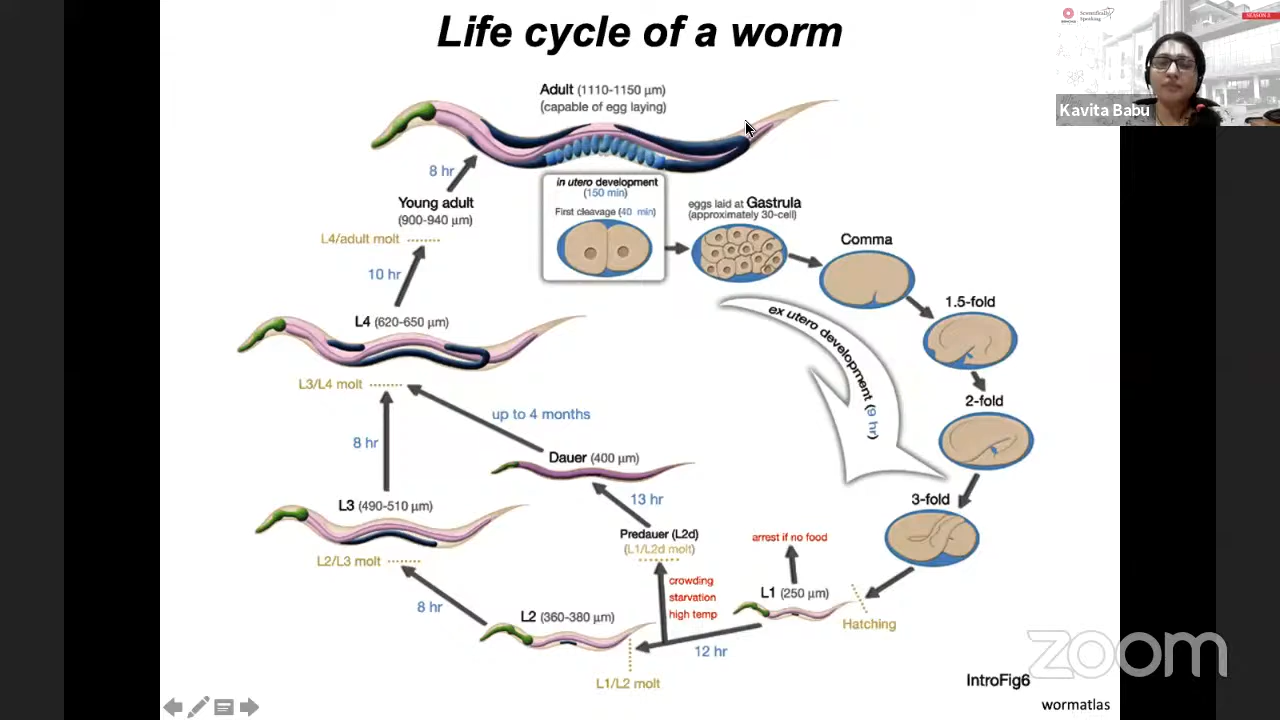 Life cycle of a worm
Scientifically
Speaking
SEASON 2
Kavita Babu
Adult (1110-1150 μm)
(capable of egg laying)
8 hr
in utero development
(150 min)
First cleavage (40 min)
eggs laid at Gastrula
(approximately 30-cell)
Comma
Young adult
(900-940 μm)
L4/adult molt
10 hr
1.5-fold
ex utero development (9 hr)
L4 (620-650 μm)
L3/L4 molt
up to 4 months
2-fold
8 hr
Dauer (400 μm)
13 hr
3-fold
L3 (490-510 μm)
Predauer (L2d)
(L1/L2d molt)
arrest if no food
L2/L3 molt
crowding
starvation
high temp
L1 (250 μm)
8 hr
L2 (360-380 μm)
Hatching
12 hr
L1/L2 molt
zoom
IntroFig6
wormatlas